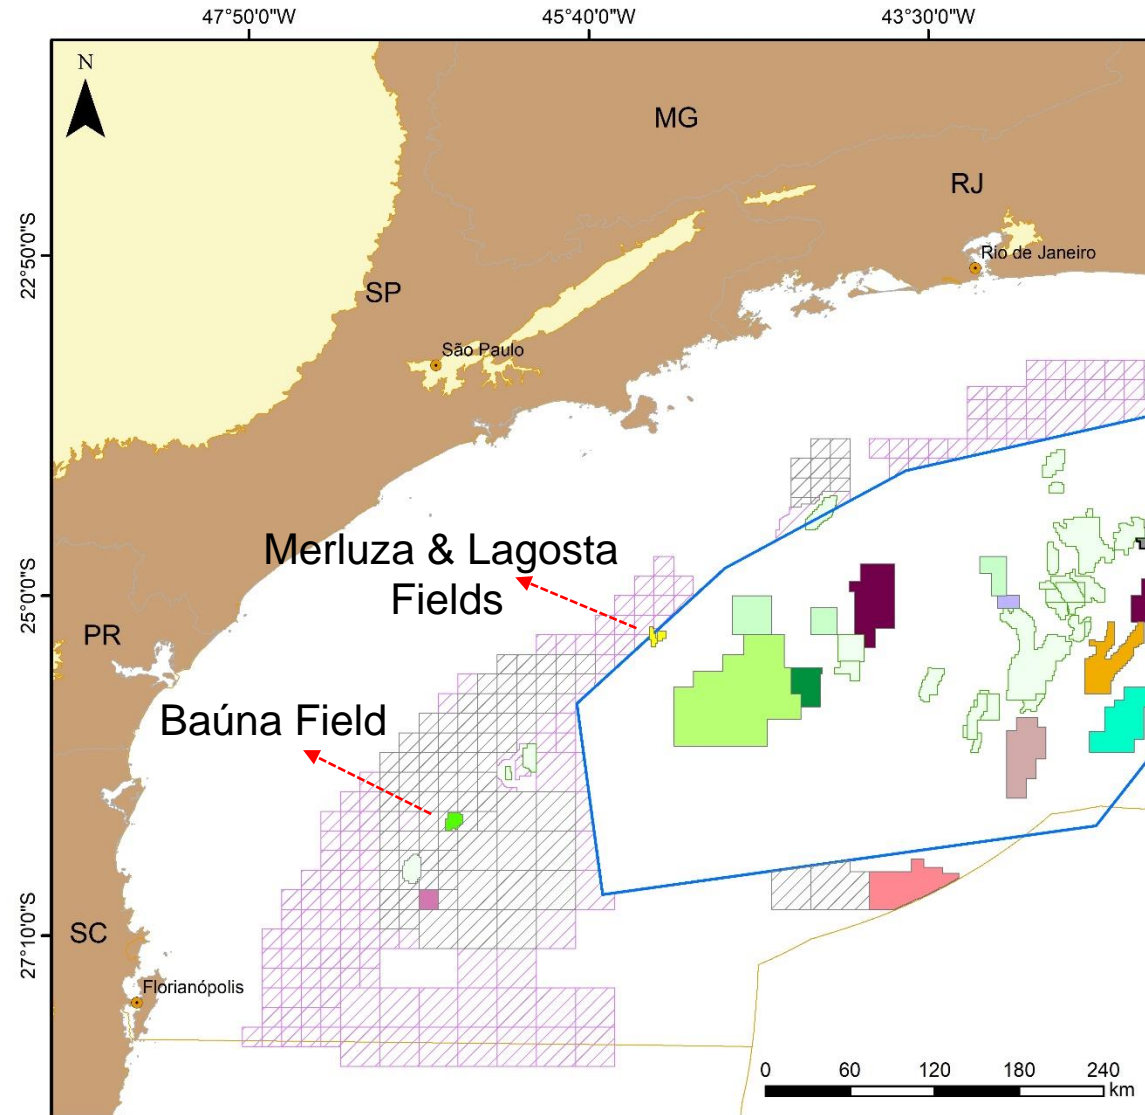 47°50'0"W 45°40'0"W 43°30'0"W
N
MG
RJ
22°50'0"S
Rio de Janeiro
SP
São Paulo
Merluza & Lagosta
Fields
25°0'0"S
PR
Baúna Field
27°10'0"S
SC
Florianópolis
0 60 120 180 240
km